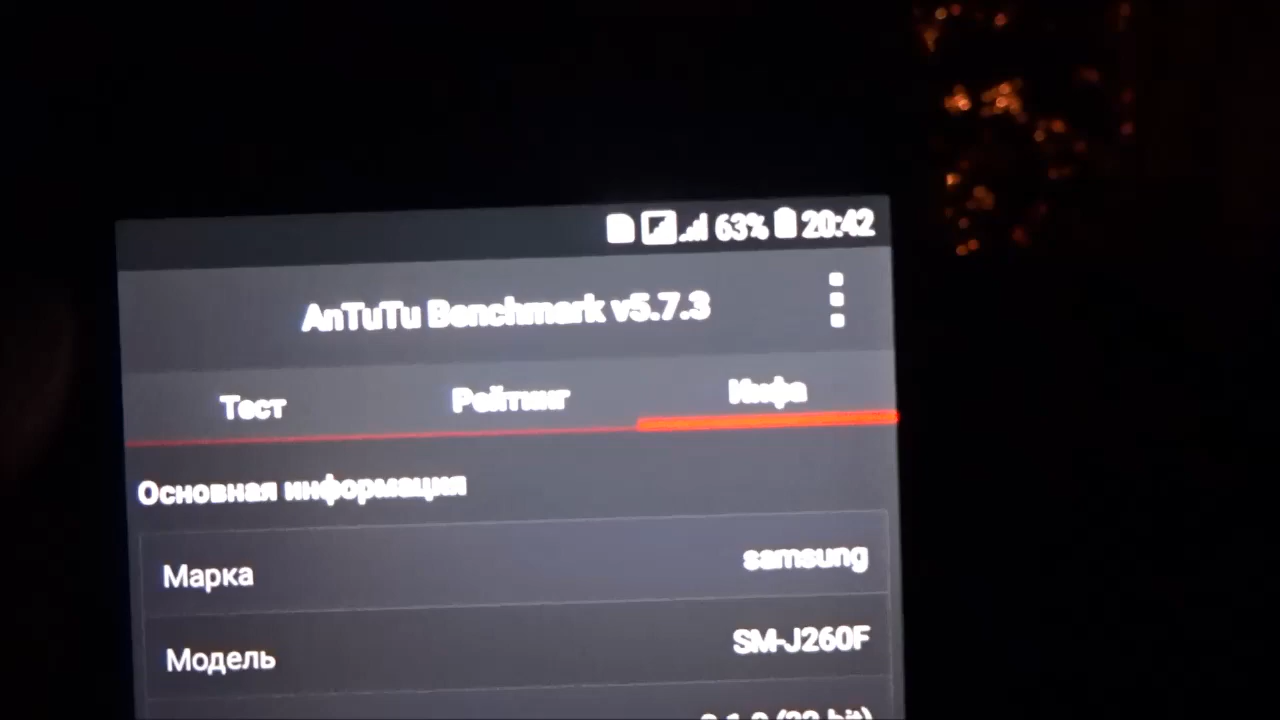 63% 20:42
AnTuTu Benchmark v5.7.3
Тест Рейтинг Инфа
Основная информация
Марка samsung
Модель SM-J260F